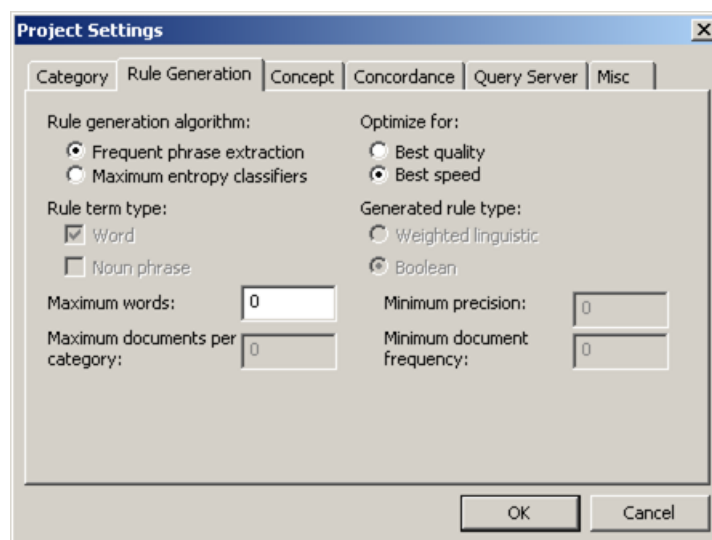 Project Settings
Category Rule Generation Concept Concordance Query Server Misc
Rule generation algorithm:
Frequent phrase extraction
Maximum entropy classifiers
Optimize for:
Best quality
Best speed
Rule term type:
Word
Noun phrase
Generated rule type:
Weighted linguistic
Boolean
Maximum words: 0
Minimum precision: 0
Maximum documents per
category: 0
Minimum document
frequency: 0
OK Cancel